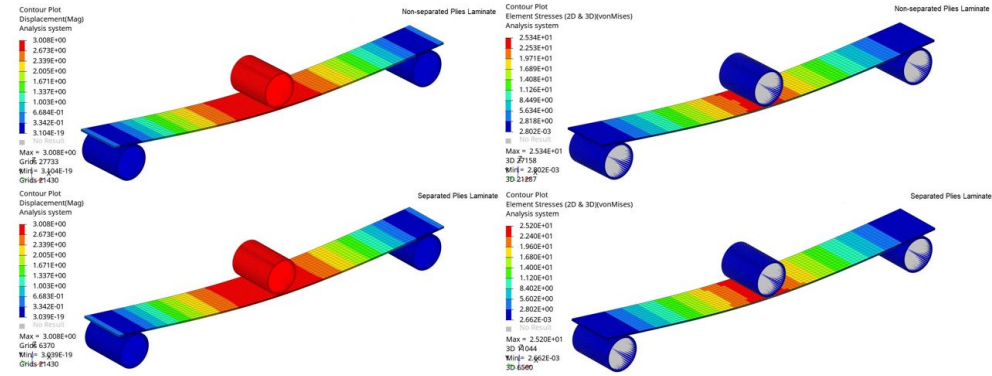 Contour Plot
Displacement(Mag)
Analysis system
Non-separated Plies Laminate
3.008E+00
2.673E+00
2.339E+00
2.005E+00
1.671E+00
1.337E+00
1.003E+00
6.684E-01
3.342E-01
3.104E-19
No Result
Max = 3.008E+00
Grids 27733
Min = 3.104E-19
Grids 21430
Contour Plot
Element Stresses (2D & 3D)(vonMises)
Analysis system
Non-separated Plies Laminate
2.534E+01
2.253E+01
1.971E+01
1.689E+01
1.408E+01
1.126E+01
8.449E+00
5.634E+00
2.818E+00
2.802E-03
No Result
Max = 2.534E+01
3D 27158
Min = 2.802E-03
3D 21287
Contour Plot
Displacement(Mag)
Analysis system
Separated Plies Laminate
3.008E+00
2.673E+00
2.339E+00
2.005E+00
1.671E+00
1.337E+00
1.003E+00
6.683E-01
3.342E-01
3.039E-19
No Result
Max = 3.008E+00
Grids 6370
Min = 3.039E-19
Grids 21430
Contour Plot
Element Stresses (2D & 3D)(vonMises)
Analysis system
Separated Plies Laminate
2.520E+01
2.240E+01
1.960E+01
1.680E+01
1.400E+01
1.120E+01
8.402E+00
5.602E+00
2.802E+00
2.662E-03
No Result
Max = 2.520E+01
3D 11044
Min = 2.662E-03
3D 6560